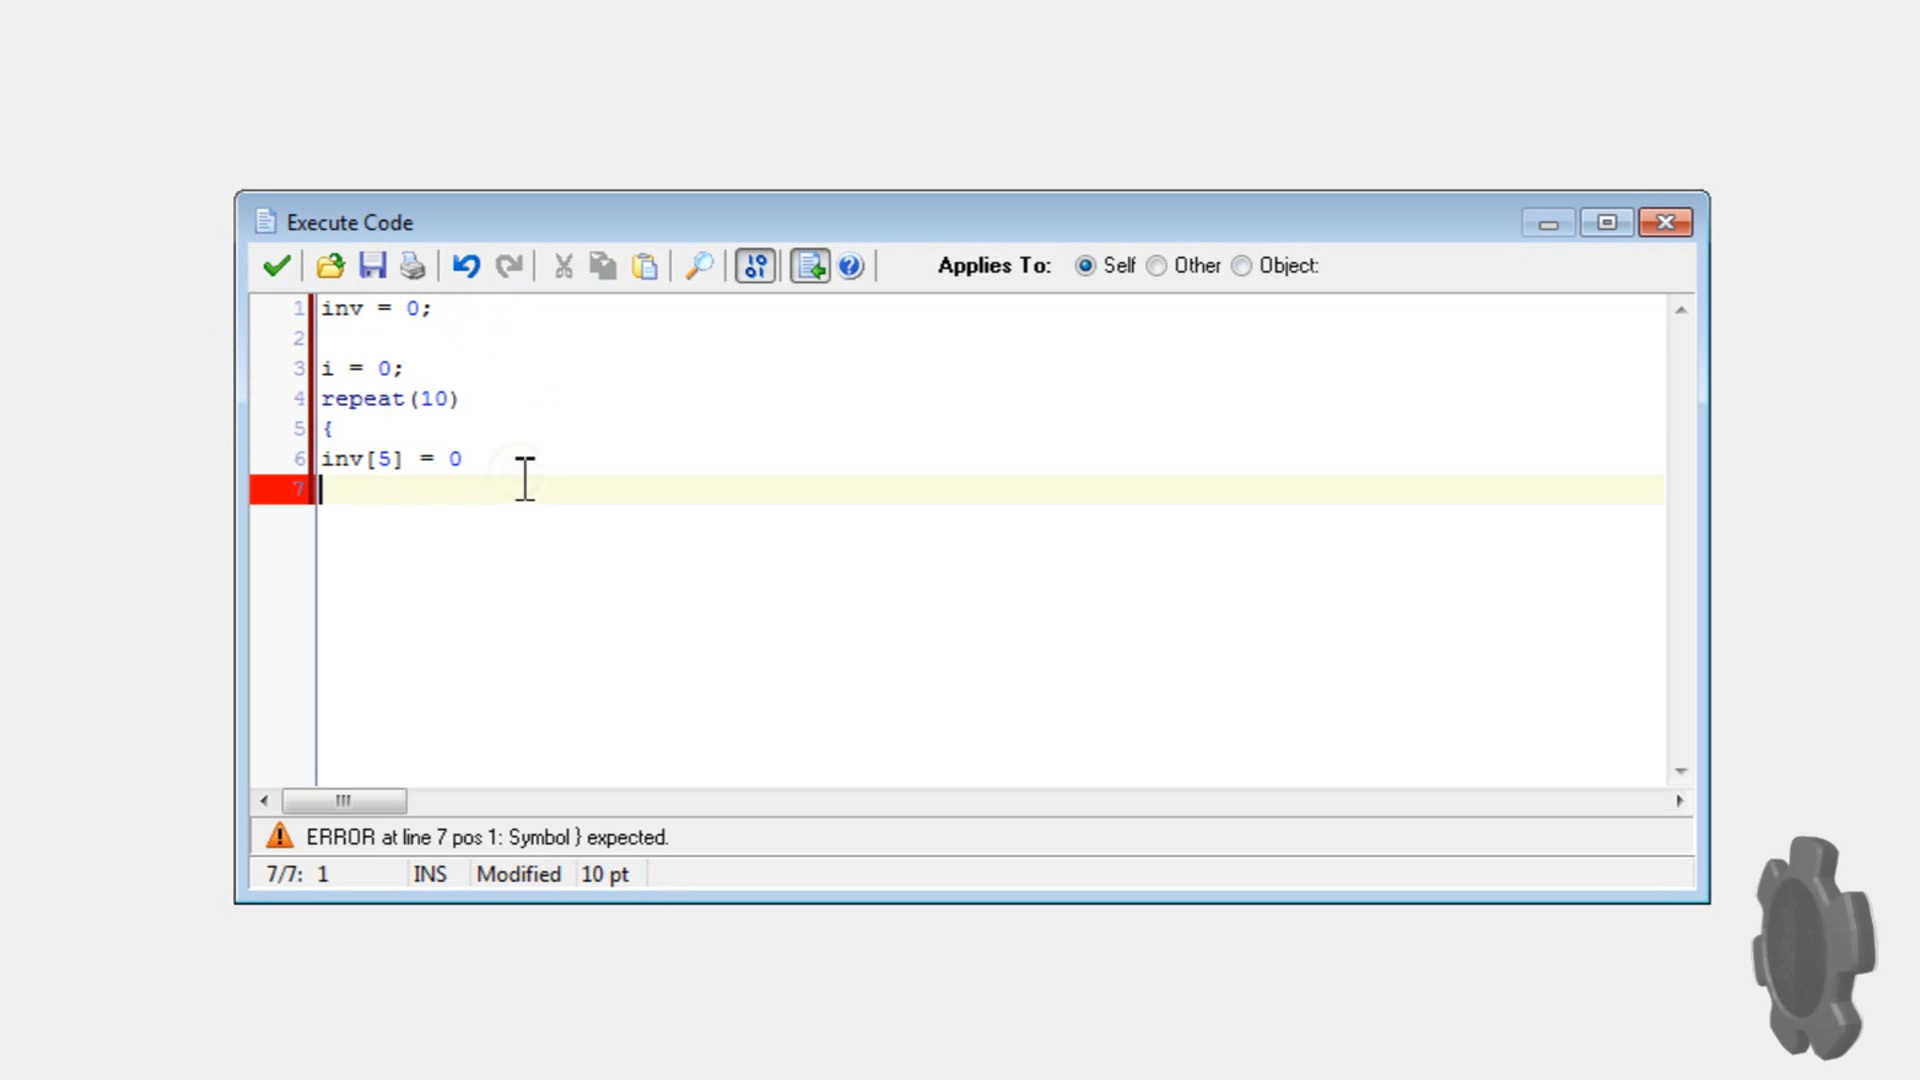 Execute Code
Applies To: Self Other Object:
1 inv = 0;
2
3 i = 0;
4 repeat(10)
5 {
6 inv[5] = 0
7
ERROR at line 7 pos 1: Symbol } expected.
7/7: 1 INS Modified 10 pt